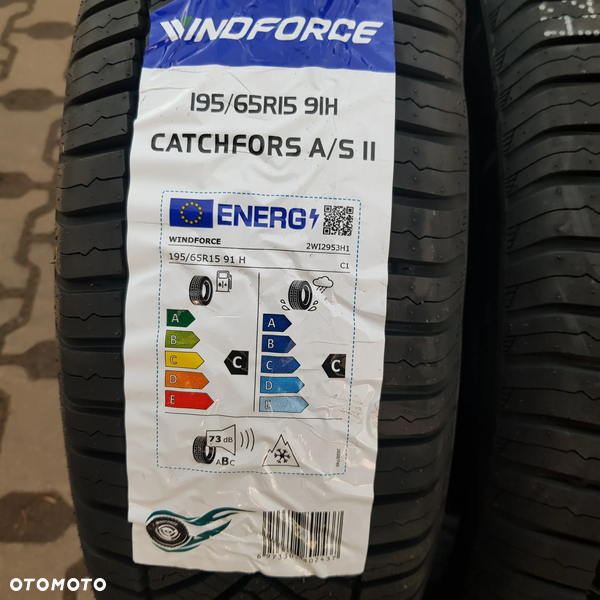 WINDFORCE
195/65R15 91H
CATCHFORS A/S II
ENERG
WINDFORCE
2WI2953H1
195/65R15 91 H
C1
A
B
C
D
E
C
A
B
C
D
E
C
73 dB
ABC
OTOMOTO